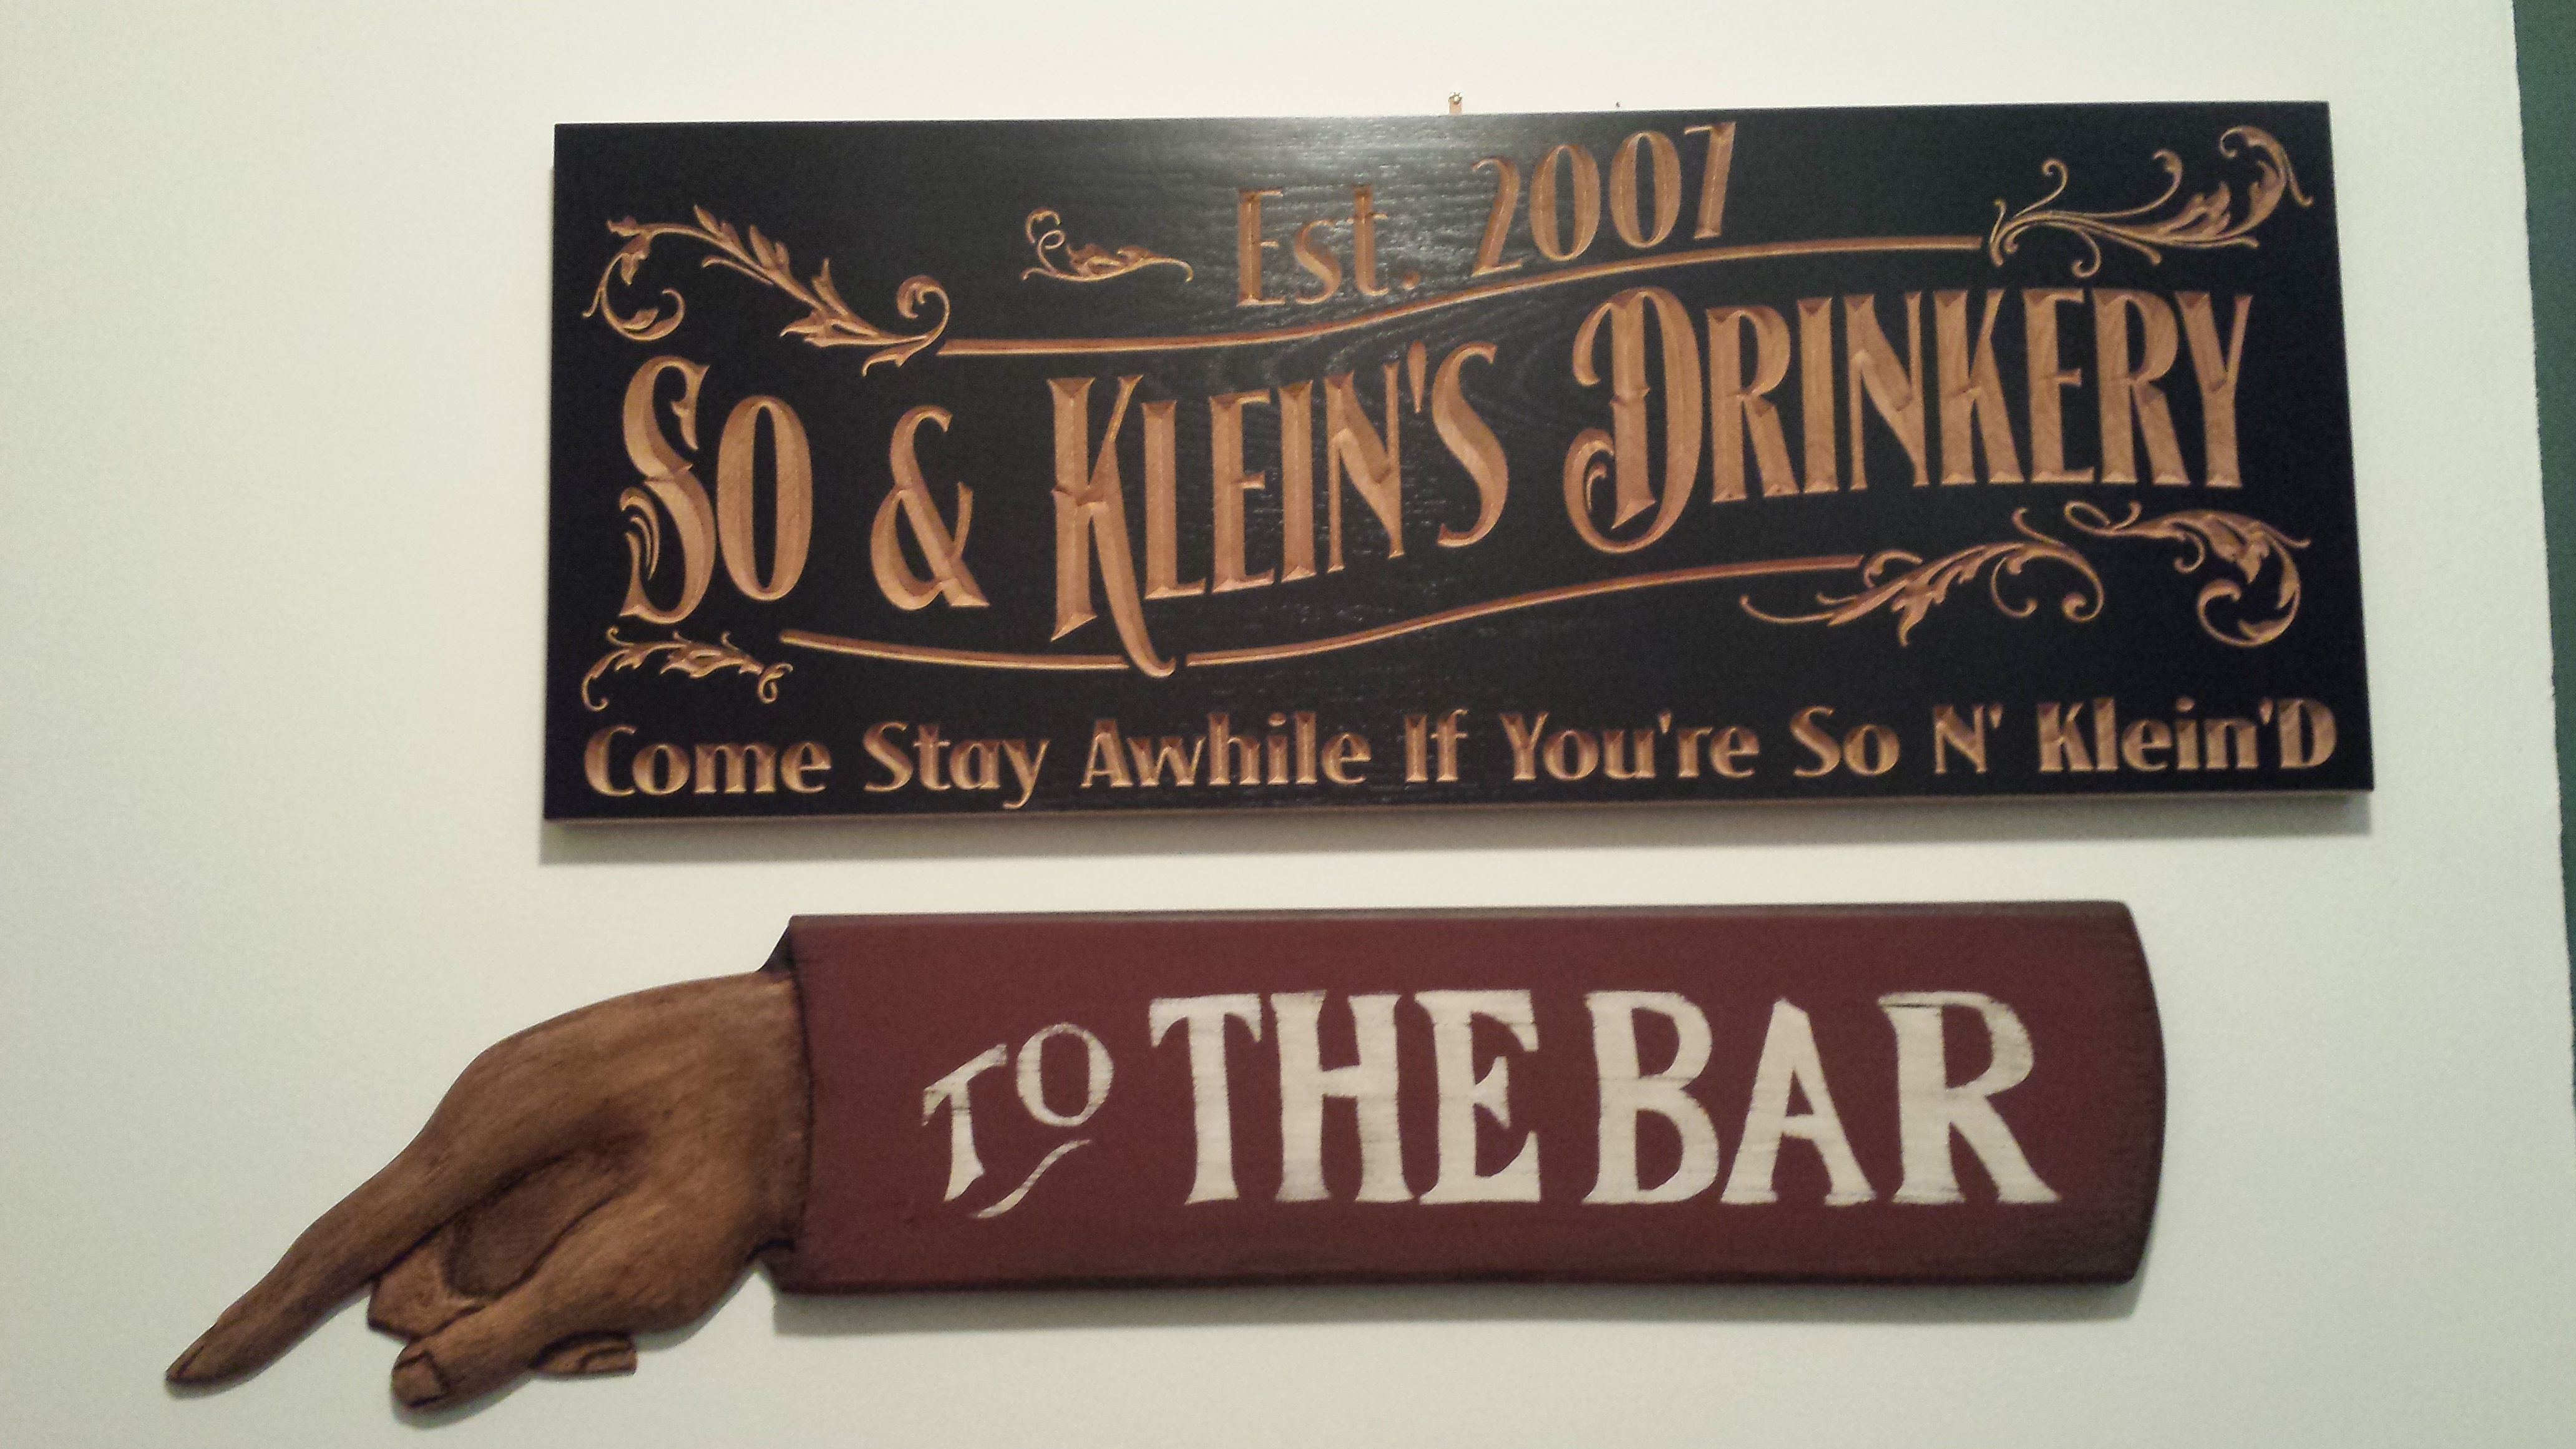 Est. 2007
So & Klein's Drinkery
Come Stay Awhile If You're So N' Klein'D
TO THE BAR